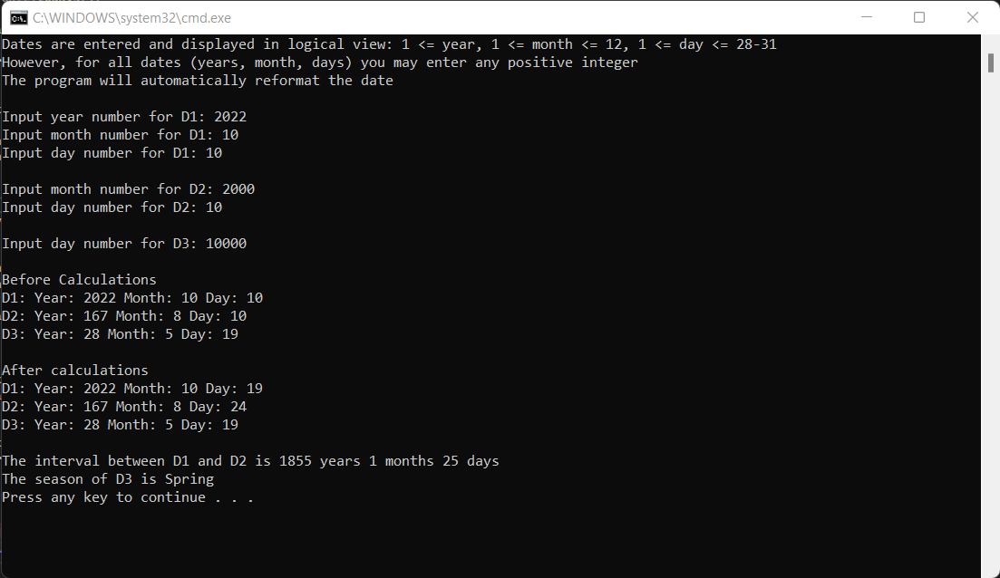 C:\WINDOWS\system32\cmd.exe
Dates are entered and displayed in logical view: 1 <= year, 1 <= month <= 12, 1 <= day <= 28-31
However, for all dates (years, month, days) you may enter any positive integer
The program will automatically reformat the date
Input year number for D1: 2022
Input month number for D1: 10
Input day number for D1: 10
Input month number for D2: 2000
Input day number for D2: 10
Input day number for D3: 10000
Before Calculations
D1: Year: 2022 Month: 10 Day: 10
D2: Year: 167 Month: 8 Day: 10
D3: Year: 28 Month: 5 Day: 19
After calculations
D1: Year: 2022 Month: 10 Day: 19
D2: Year: 167 Month: 8 Day: 24
D3: Year: 28 Month: 5 Day: 19
The interval between D1 and D2 is 1855 years 1 months 25 days
The season of D3 is Spring
Press any key to continue . . .